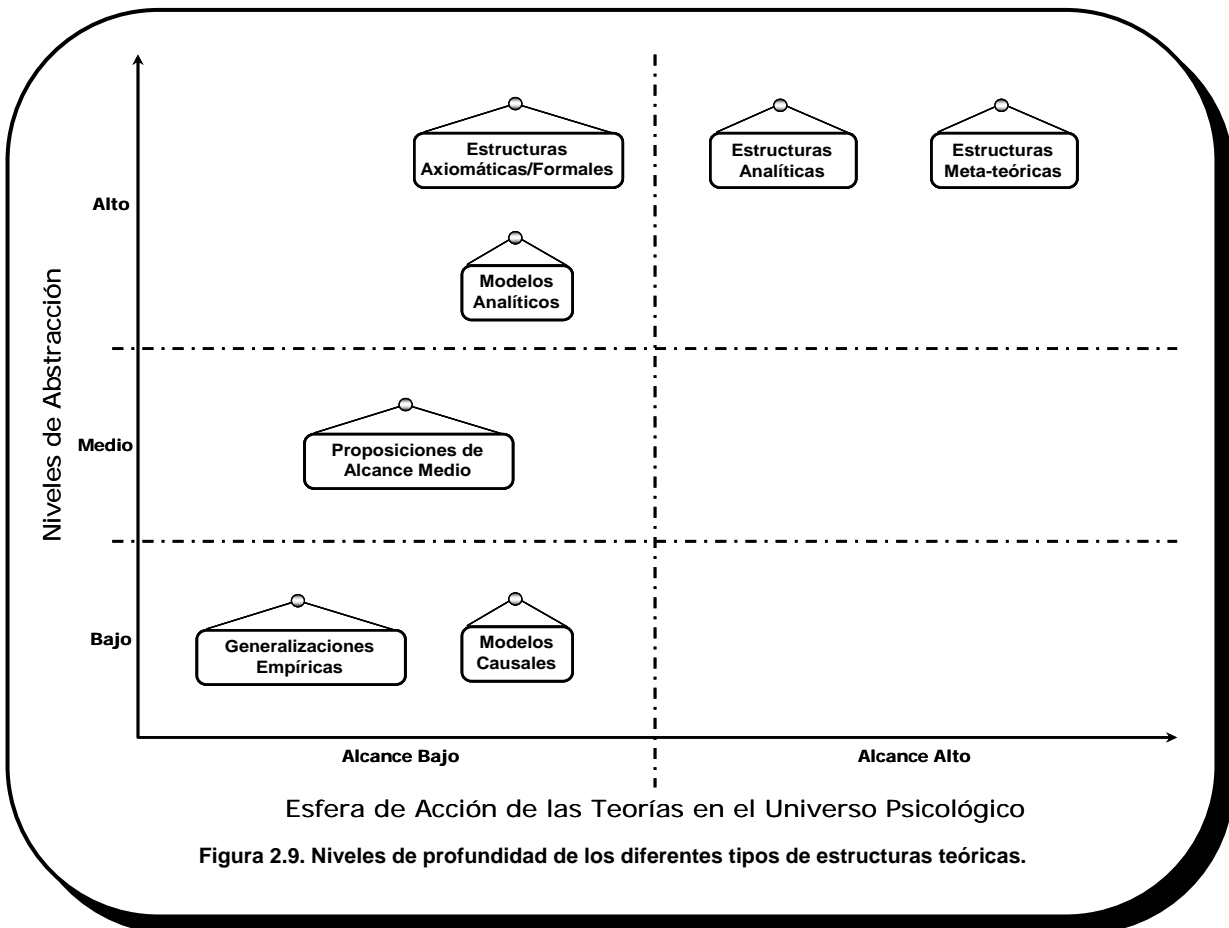 Estructuras
Axiomáticas/Formales
Estructuras
Analíticas
Estructuras
Meta-teóricas
Alto
Modelos
Analíticos
Niveles de Abstracción
Medio
Proposiciones de
Alcance Medio
Bajo
Generalizaciones
Empíricas
Modelos
Causales
Alcance Bajo
Alcance Alto
Esfera de Acción de las Teorías en el Universo Psicológico
Figura 2.9. Niveles de profundidad de los diferentes tipos de estructuras teóricas.